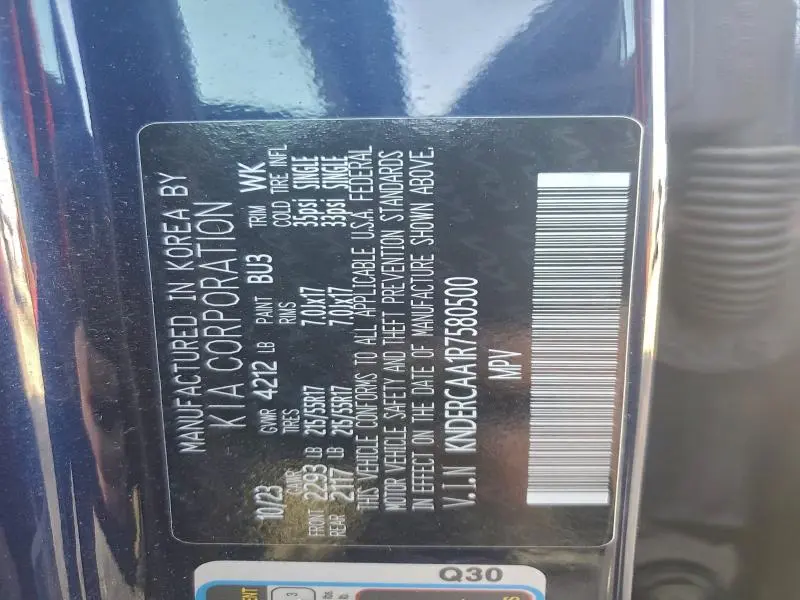 MANUFACTURED IN KOREA BY
KIA CORPORATION
10/23 GVWR 4212 LB PAINT BU3 TRIM WK
GAWR TIRES RIMS COLD TIRE INFL
FRONT 2293 LB 215/55R17 7.0Jx17 35psi SINGLE
REAR 2117 LB 215/55R17 7.0Jx17 33psi SINGLE
THIS VEHICLE CONFORMS TO ALL APPLICABLE U.S.A. FEDERAL
MOTOR VEHICLE SAFETY AND THEFT PREVENTION STANDARDS
IN EFFECT ON THE DATE OF MANUFACTURE SHOWN ABOVE.
V.I.N KNDERCAA1R7580500
MPV
Q30